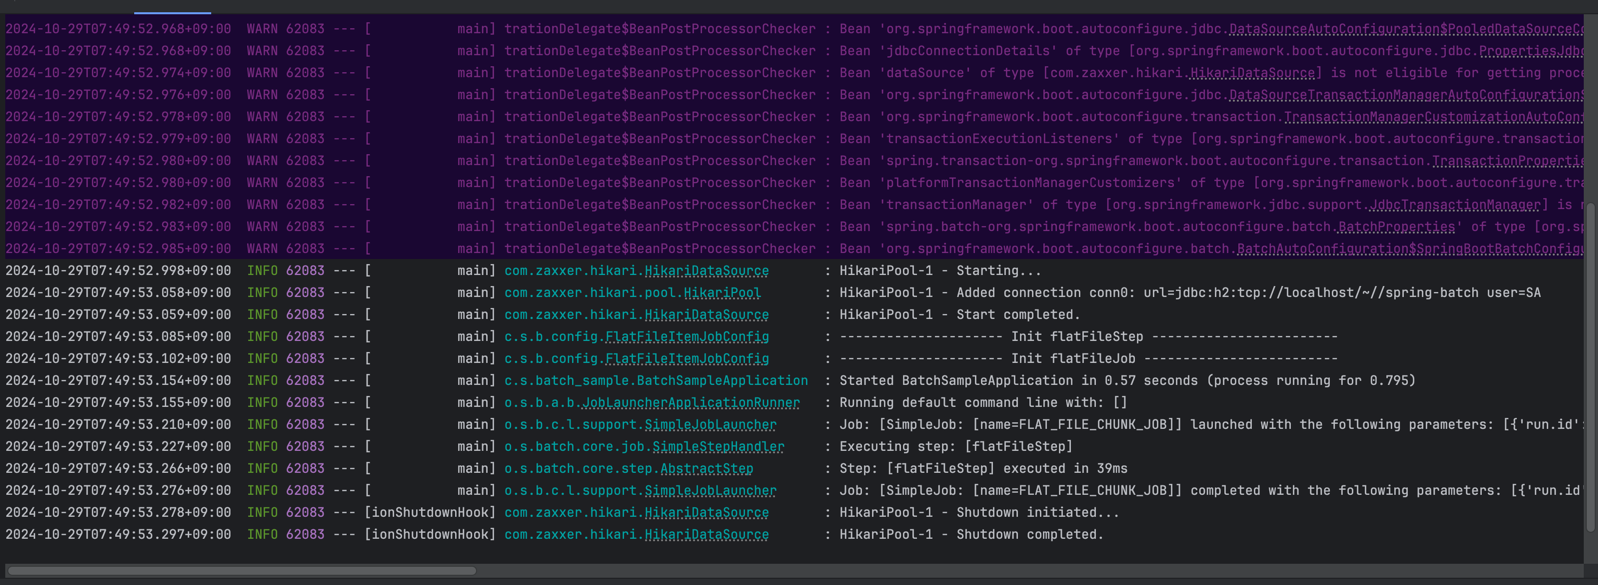 2024-10-29T07:49:52.968+09:00  WARN 62083 --- [           main] trationDelegate$BeanPostProcessorChecker : Bean 'org.springframework.boot.autoconfigure.jdbc.DataSourceAutoConfiguration$PooledDataSourceCo
2024-10-29T07:49:52.968+09:00  WARN 62083 --- [           main] trationDelegate$BeanPostProcessorChecker : Bean 'jdbcConnectionDetails' of type [org.springframework.boot.autoconfigure.jdbc.PropertiesJdbc
2024-10-29T07:49:52.974+09:00  WARN 62083 --- [           main] trationDelegate$BeanPostProcessorChecker : Bean 'dataSource' of type [com.zaxxer.hikari.HikariDataSource] is not eligible for getting proce
2024-10-29T07:49:52.976+09:00  WARN 62083 --- [           main] trationDelegate$BeanPostProcessorChecker : Bean 'org.springframework.boot.autoconfigure.jdbc.DataSourceTransactionManagerAutoConfiguration$
2024-10-29T07:49:52.978+09:00  WARN 62083 --- [           main] trationDelegate$BeanPostProcessorChecker : Bean 'org.springframework.boot.autoconfigure.transaction.TransactionManagerCustomizationAutoConf
2024-10-29T07:49:52.979+09:00  WARN 62083 --- [           main] trationDelegate$BeanPostProcessorChecker : Bean 'transactionExecutionListeners' of type [org.springframework.boot.autoconfigure.transaction
2024-10-29T07:49:52.980+09:00  WARN 62083 --- [           main] trationDelegate$BeanPostProcessorChecker : Bean 'spring.transaction-org.springframework.boot.autoconfigure.transaction.TransactionPropertie
2024-10-29T07:49:52.980+09:00  WARN 62083 --- [           main] trationDelegate$BeanPostProcessorChecker : Bean 'platformTransactionManagerCustomizers' of type [org.springframework.boot.autoconfigure.tra
2024-10-29T07:49:52.982+09:00  WARN 62083 --- [           main] trationDelegate$BeanPostProcessorChecker : Bean 'transactionManager' of type [org.springframework.jdbc.support.JdbcTransactionManager] is n
2024-10-29T07:49:52.983+09:00  WARN 62083 --- [           main] trationDelegate$BeanPostProcessorChecker : Bean 'spring.batch-org.springframework.boot.autoconfigure.batch.BatchProperties' of type [org.sp
2024-10-29T07:49:52.985+09:00  WARN 62083 --- [           main] trationDelegate$BeanPostProcessorChecker : Bean 'org.springframework.boot.autoconfigure.batch.BatchAutoConfiguration$SpringBootBatchConfigu
2024-10-29T07:49:52.998+09:00  INFO 62083 --- [           main] com.zaxxer.hikari.HikariDataSource       : HikariPool-1 - Starting...
2024-10-29T07:49:53.058+09:00  INFO 62083 --- [           main] com.zaxxer.hikari.pool.HikariPool        : HikariPool-1 - Added connection conn0: url=jdbc:h2:tcp://localhost/~//spring-batch user=SA
2024-10-29T07:49:53.059+09:00  INFO 62083 --- [           main] com.zaxxer.hikari.HikariDataSource       : HikariPool-1 - Start completed.
2024-10-29T07:49:53.085+09:00  INFO 62083 --- [           main] c.s.b.config.FlatFileItemJobConfig       : --------------------- Init flatFileStep ------------------------
2024-10-29T07:49:53.102+09:00  INFO 62083 --- [           main] c.s.b.config.FlatFileItemJobConfig       : --------------------- Init flatFileJob -------------------------
2024-10-29T07:49:53.154+09:00  INFO 62083 --- [           main] c.s.batch_sample.BatchSampleApplication  : Started BatchSampleApplication in 0.57 seconds (process running for 0.795)
2024-10-29T07:49:53.155+09:00  INFO 62083 --- [           main] o.s.b.a.b.JobLauncherApplicationRunner   : Running default command line with: []
2024-10-29T07:49:53.210+09:00  INFO 62083 --- [           main] o.s.b.c.l.support.SimpleJobLauncher      : Job: [SimpleJob: [name=FLAT_FILE_CHUNK_JOB]] launched with the following parameters: [{'run.id':
2024-10-29T07:49:53.227+09:00  INFO 62083 --- [           main] o.s.batch.core.job.SimpleStepHandler     : Executing step: [flatFileStep]
2024-10-29T07:49:53.266+09:00  INFO 62083 --- [           main] o.s.batch.core.step.AbstractStep         : Step: [flatFileStep] executed in 39ms
2024-10-29T07:49:53.276+09:00  INFO 62083 --- [           main] o.s.b.c.l.support.SimpleJobLauncher      : Job: [SimpleJob: [name=FLAT_FILE_CHUNK_JOB]] completed with the following parameters: [{'run.id'
2024-10-29T07:49:53.278+09:00  INFO 62083 --- [ionShutdownHook] com.zaxxer.hikari.HikariDataSource       : HikariPool-1 - Shutdown initiated...
2024-10-29T07:49:53.297+09:00  INFO 62083 --- [ionShutdownHook] com.zaxxer.hikari.HikariDataSource       : HikariPool-1 - Shutdown completed.